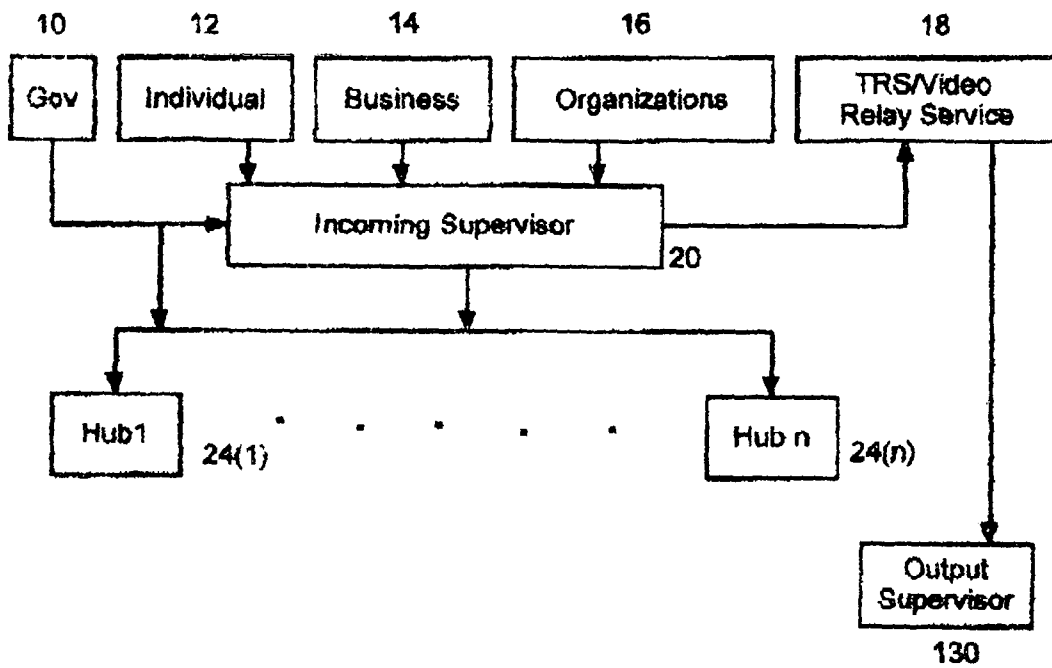 10 12 14 16 18
Gov Individual Business Organizations TRS/Video
Relay Service
Incoming Supervisor
20
Hub1 24(1) Hub n 24(n)
Output
Supervisor
130